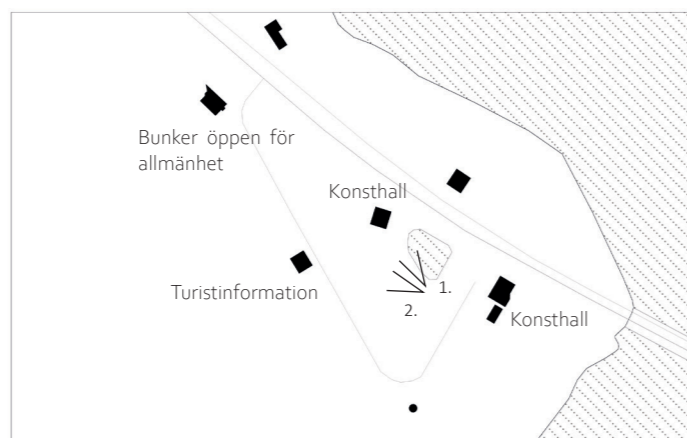 Bunker öppen för
allmänhet
Konsthall
Turistinformation
1.
2.
Konsthall